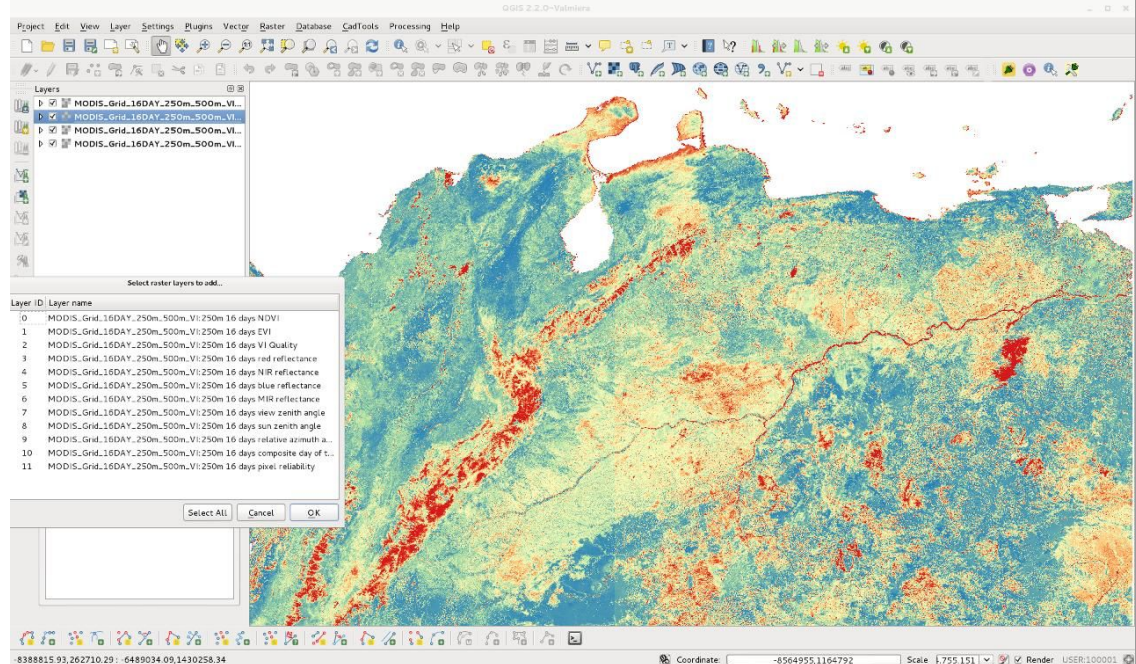 QGIS 2.2.0-Valmiera
Project Edit View Layer Settings Plugins Vector Raster Database CadTools Processing Help
Layers
MODIS_Grid_16DAY_250m_500m_VI...
MODIS_Grid_16DAY_250m_500m_VI...
MODIS_Grid_16DAY_250m_500m_VI...
MODIS_Grid_16DAY_250m_500m_VI...
Select raster layers to add...
Layer ID Layer name
0 MODIS_Grid_16DAY_250m_500m_VI:250m 16 days NDVI
1 MODIS_Grid_16DAY_250m_500m_VI:250m 16 days EVI
2 MODIS_Grid_16DAY_250m_500m_VI:250m 16 days VI Quality
3 MODIS_Grid_16DAY_250m_500m_VI:250m 16 days red reflectance
4 MODIS_Grid_16DAY_250m_500m_VI:250m 16 days NIR reflectance
5 MODIS_Grid_16DAY_250m_500m_VI:250m 16 days blue reflectance
6 MODIS_Grid_16DAY_250m_500m_VI:250m 16 days MIR reflectance
7 MODIS_Grid_16DAY_250m_500m_VI:250m 16 days view zenith angle
8 MODIS_Grid_16DAY_250m_500m_VI:250m 16 days sun zenith angle
9 MODIS_Grid_16DAY_250m_500m_VI:250m 16 days relative azimuth a...
10 MODIS_Grid_16DAY_250m_500m_VI:250m 16 days composite day of t...
11 MODIS_Grid_16DAY_250m_500m_VI:250m 16 days pixel reliability
Select All Cancel OK
-8388815.93,262710.29 : -6489034.09,1430258.34 Coordinate: -8564955,1164792 Scale 1.755.151 Render USER:100001